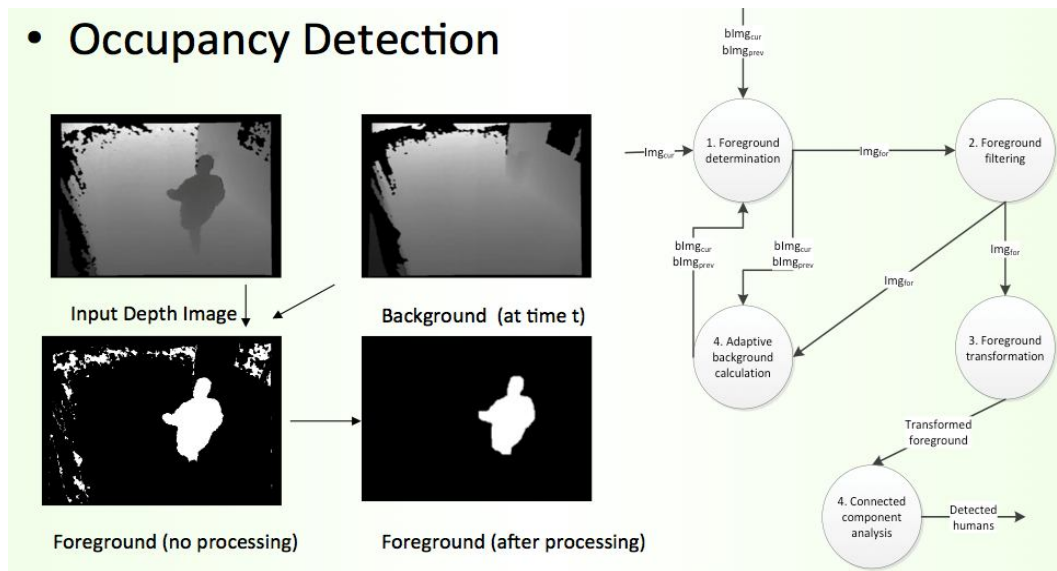 • Occupancy Detection
Input Depth Image
Background (at time t)
Foreground (no processing)
Foreground (after processing)
bImgcur
bImgprev
Imgcur
1. Foreground
determination
Imgfor
2. Foreground
filtering
bImgcur
bImgprev
bImgcur
bImgprev
Imgfor
Imgfor
4. Adaptive
background
calculation
3. Foreground
transformation
Transformed
foreground
4. Connected
component
analysis
Detected
humans